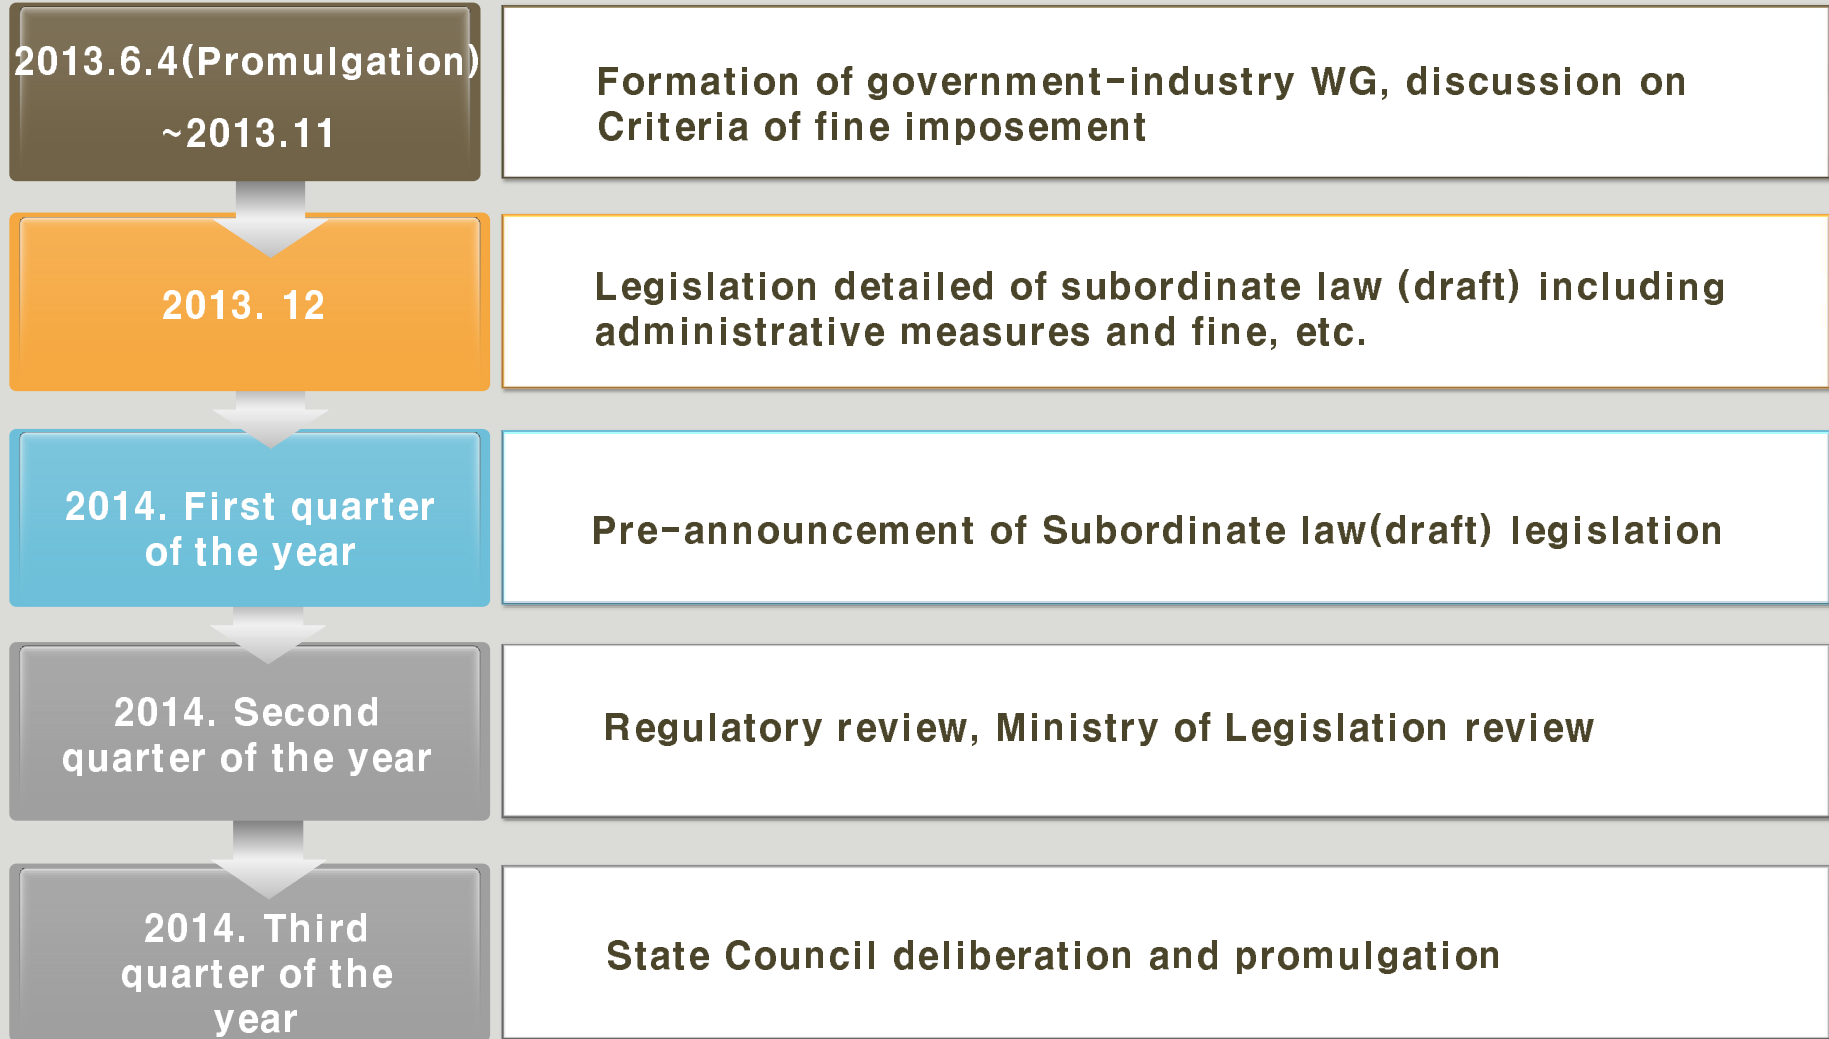 2013.6.4(Promulgation)
~2013.11
Formation of government-industry WG, discussion on
Criteria of fine imposement
2013. 12
Legislation detailed of subordinate law (draft) including
administrative measures and fine, etc.
2014. First quarter
of the year
Pre-announcement of Subordinate law(draft) legislation
2014. Second
quarter of the year
Regulatory review, Ministry of Legislation review
2014. Third
quarter of the
year
State Council deliberation and promulgation